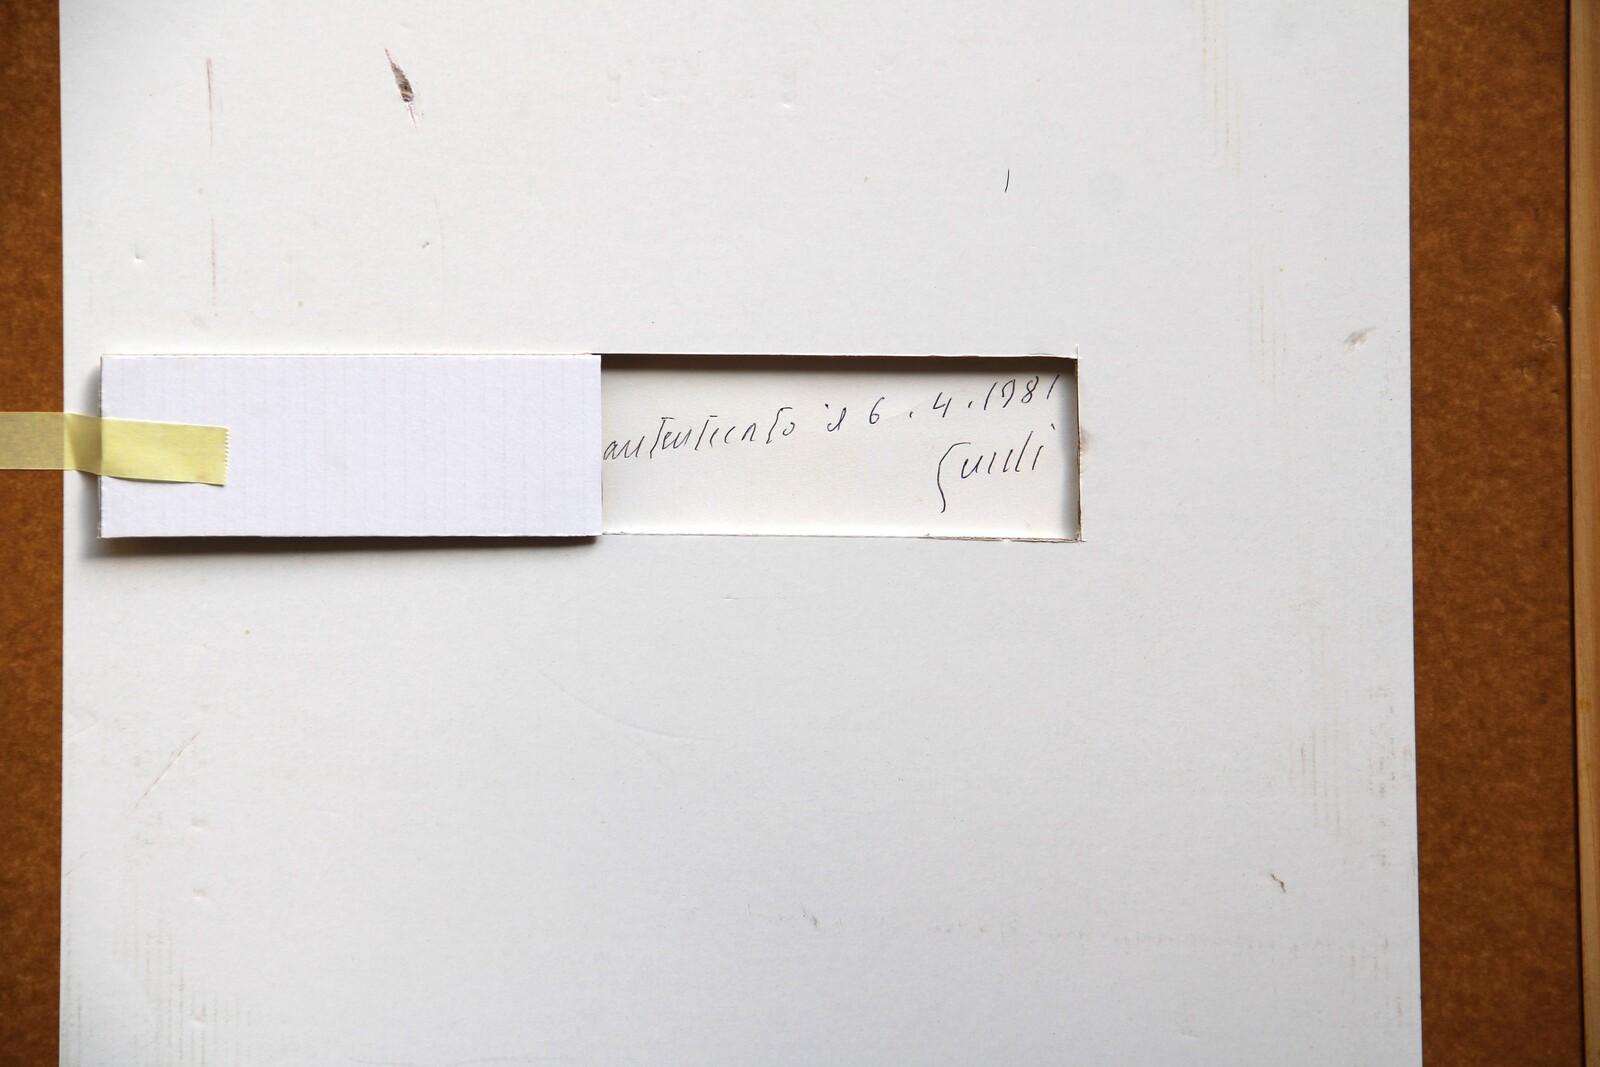 autenticato il 6.4.1981
Guidi